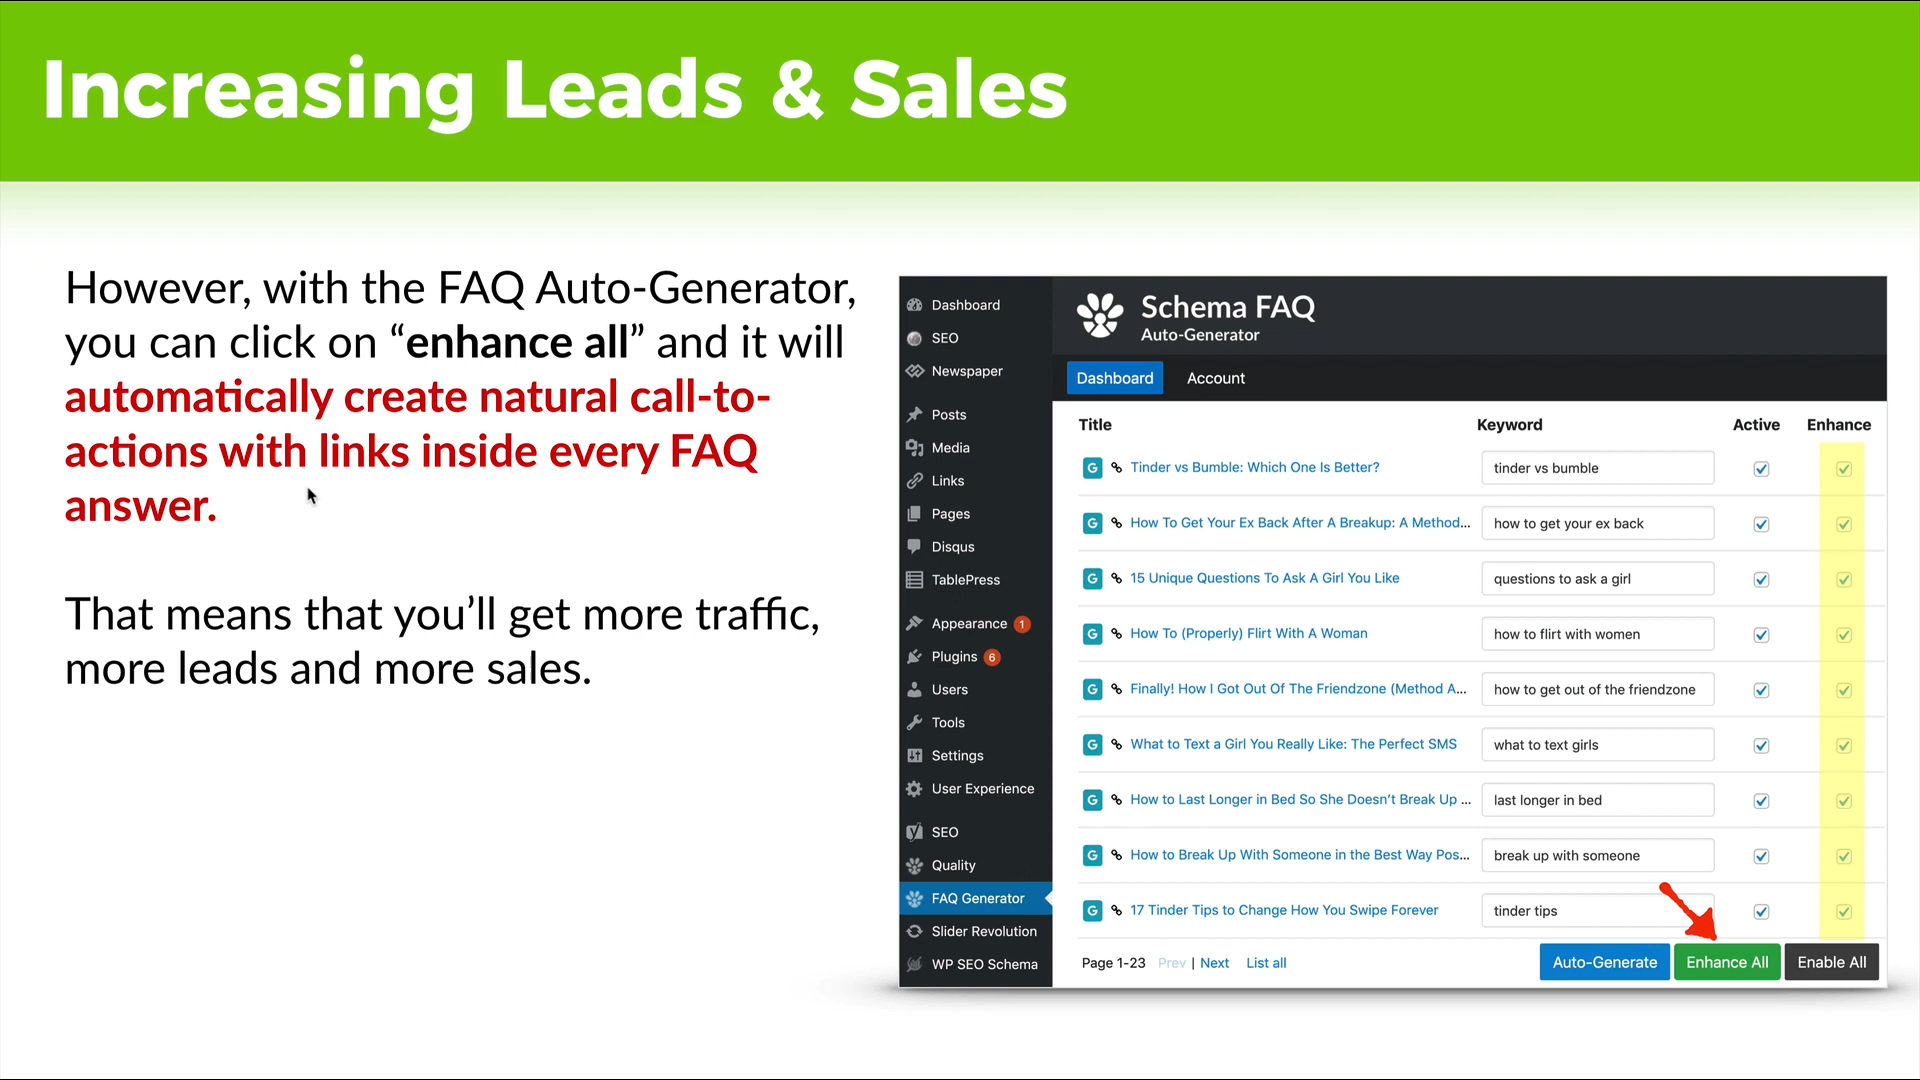 Increasing Leads & Sales
However, with the FAQ Auto-Generator,
you can click on “enhance all” and it will
automatically create natural call-to-
actions with links inside every FAQ
answer.
That means that you’ll get more traffic,
more leads and more sales.
Dashboard
SEO
Newspaper
Posts
Media
Links
Pages
Disqus
TablePress
Appearance 1
Plugins 6
Users
Tools
Settings
User Experience
SEO
Quality
FAQ Generator
Slider Revolution
WP SEO Schema
Schema FAQ
Auto-Generator
Dashboard Account
Title Keyword Active Enhance
G Tinder vs Bumble: Which One Is Better? tinder vs bumble
G How To Get Your Ex Back After A Breakup: A Method... how to get your ex back
G 15 Unique Questions To Ask A Girl You Like questions to ask a girl
G How To (Properly) Flirt With A Woman how to flirt with women
G Finally! How I Got Out Of The Friendzone (Method A... how to get out of the friendzone
G What to Text a Girl You Really Like: The Perfect SMS what to text girls
G How to Last Longer in Bed So She Doesn’t Break Up ... last longer in bed
G How to Break Up With Someone in the Best Way Pos... break up with someone
G 17 Tinder Tips to Change How You Swipe Forever tinder tips
Page 1-23 Prev | Next List all Auto-Generate Enhance All Enable All